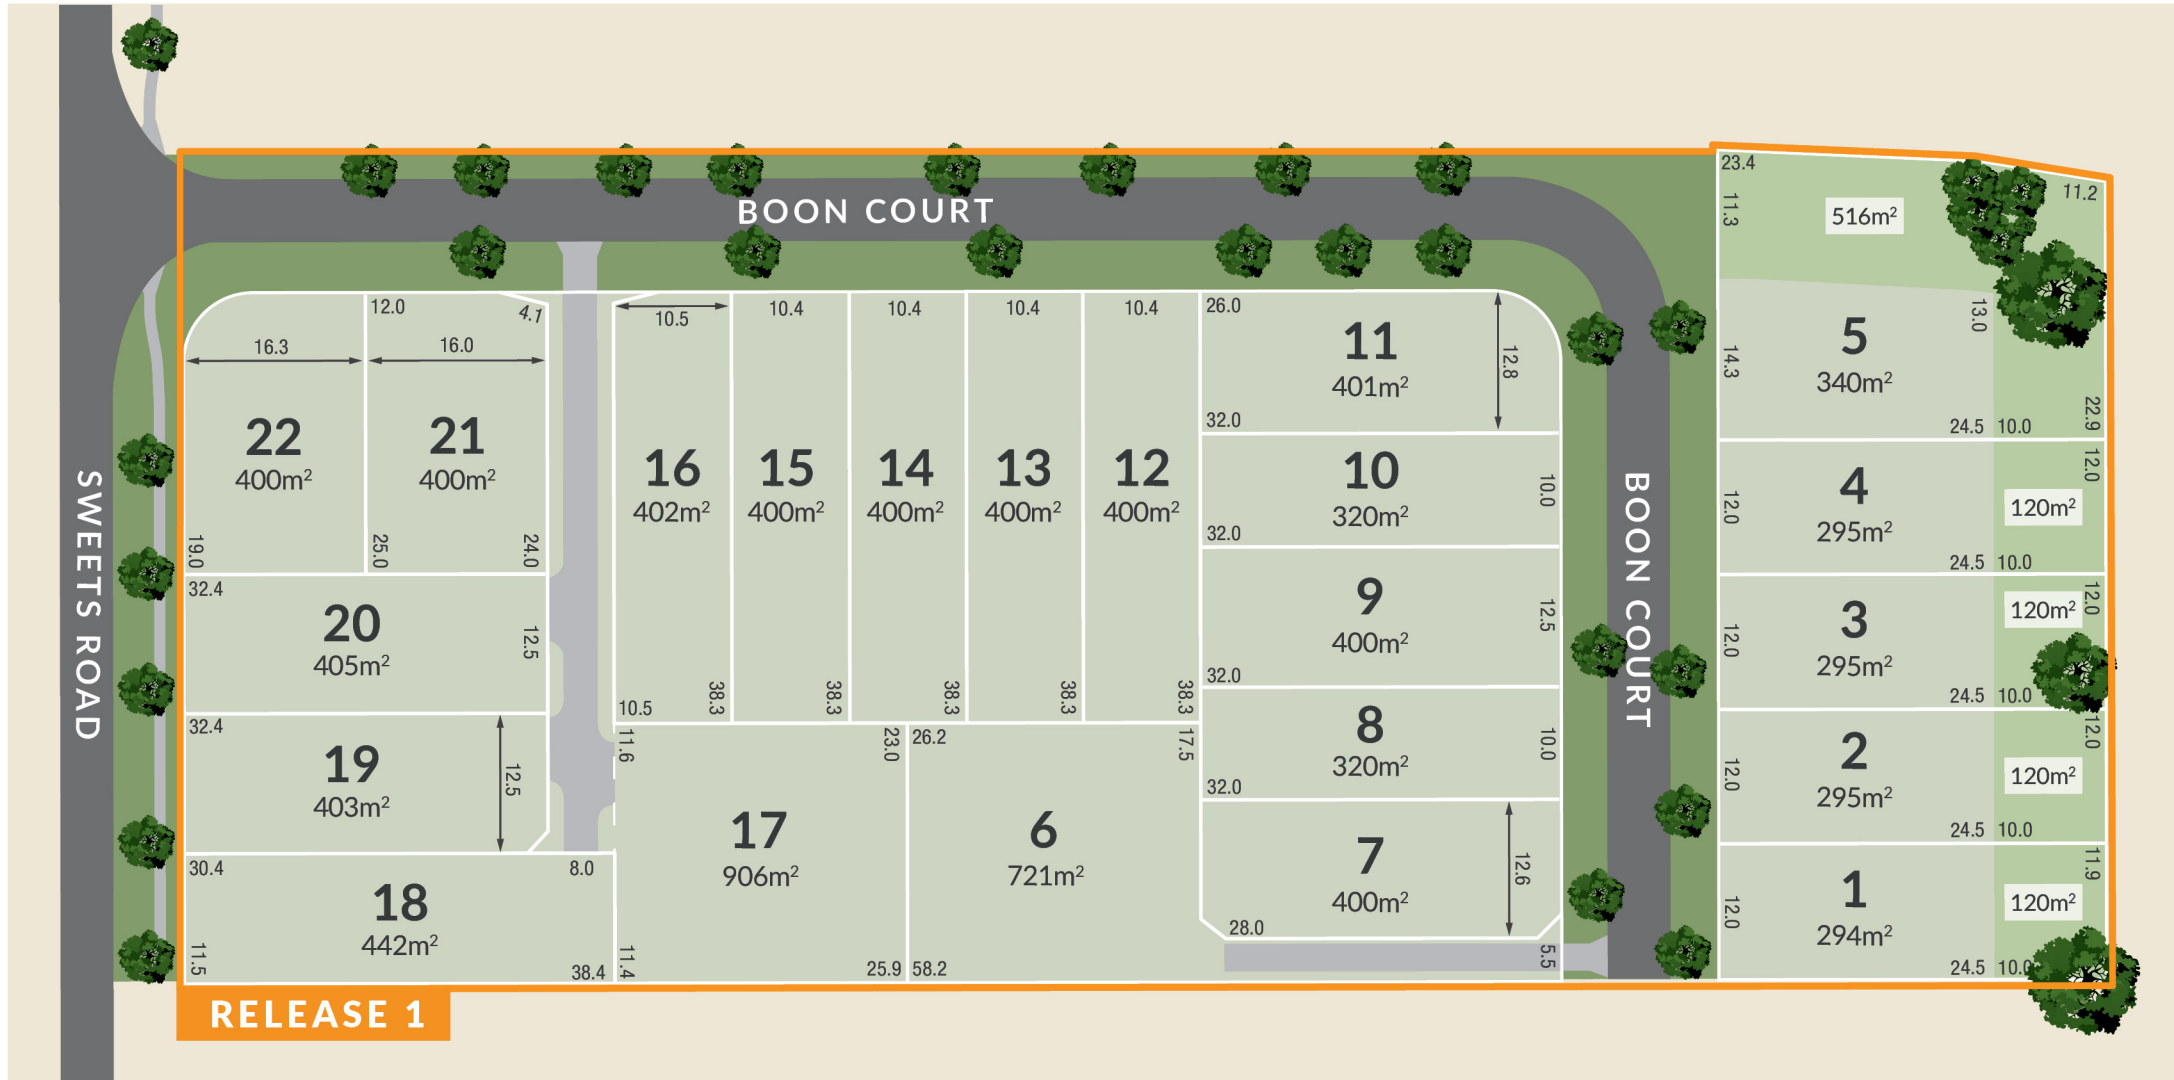 BOON COURT
SWEETS ROAD
BOON COURT
RELEASE 1
16.3
22
400m²
19.0
12.0
4.1
16.0
21
400m²
25.0
24.0
32.4
20
405m²
12.5
32.4
19
403m²
12.5
30.4
8.0
18
442m²
11.5
38.4
10.5
16
402m²
10.5
38.3
10.4
15
400m²
38.3
10.4
14
400m²
38.3
10.4
13
400m²
38.3
10.4
12
400m²
38.3
11.6
23.0
17
906m²
11.4
25.9
26.2
17.5
6
721m²
58.2
5.5
26.0
11
401m²
12.8
32.0
10
320m²
10.0
32.0
9
400m²
12.5
32.0
8
320m²
10.0
32.0
7
400m²
12.6
28.0
23.4
11.3
516m²
11.2
13.0
5
340m²
14.3
22.9
24.5 10.0
4
295m²
12.0
120m²
12.0
24.5 10.0
3
295m²
12.0
120m²
12.0
24.5 10.0
2
295m²
12.0
120m²
12.0
24.5 10.0
1
294m²
12.0
120m²
11.9
24.5 10.0